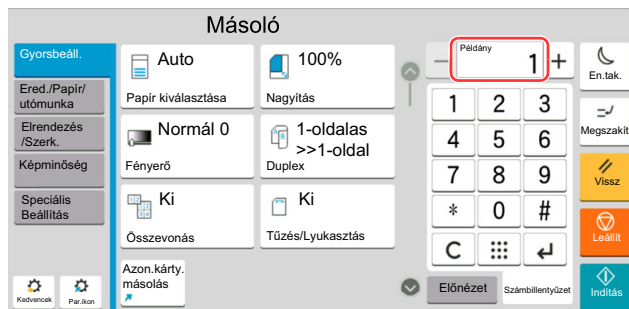 Másoló
Gyorsbeáll.
Ered./Papír/
utómunka
Elrendezés
/Szerk.
Képminőség
Speciális
Beállítás
Kedvencek
Par.ikon
Auto
Papír kiválasztása
100%
Nagyítás
Normál 0
Fényerő
1-oldalas
>>1-oldal
Duplex
Ki
Összevonás
Ki
Tűzés/Lyukasztás
Azon.kárty.
másolás
Példány
− 1 +
1 2 3
4 5 6
7 8 9
* 0 #
C
Előnézet
Számbillentyűzet
En.tak.
Megszakít
Vissz
Leállít
Indítás